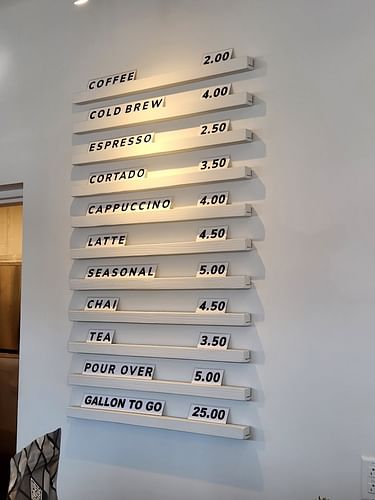 COFFEE 2.00
COLD BREW 4.00
ESPRESSO 2.50
CORTADO 3.50
CAPPUCCINO 4.00
LATTE 4.50
SEASONAL 5.00
CHAI 4.50
TEA 3.50
POUR OVER 5.00
GALLON TO GO 25.00